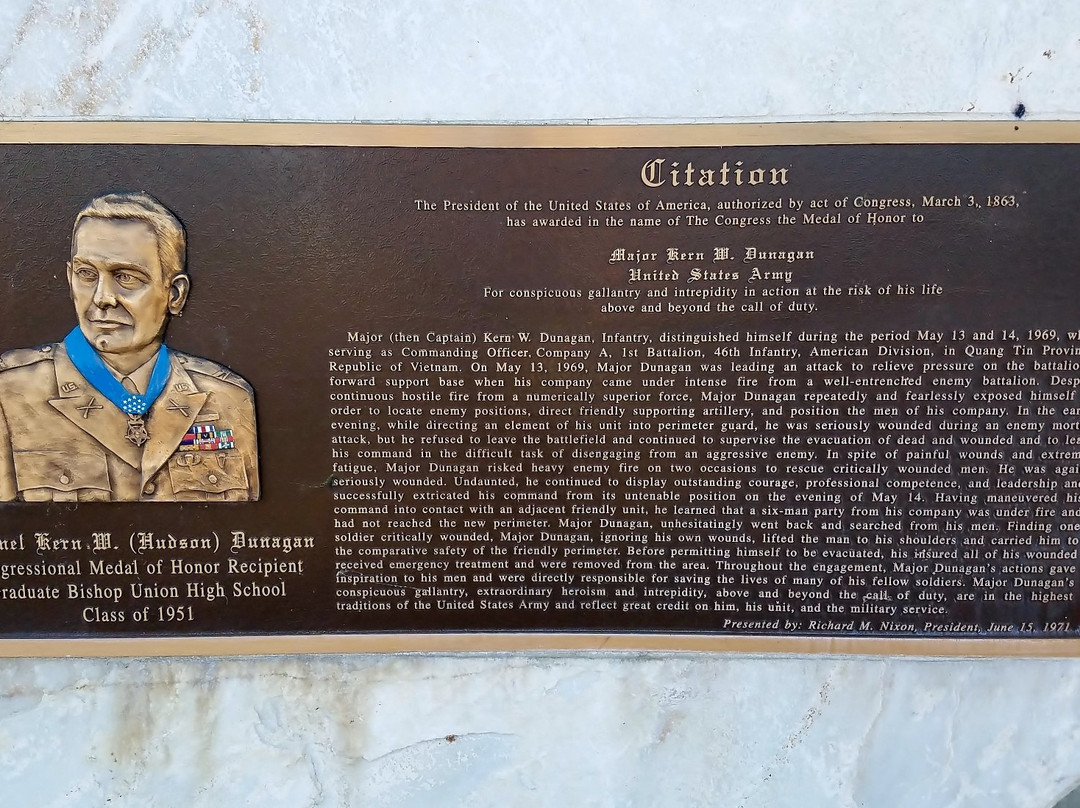 Citation
The President of the United States of America, authorized by act of Congress, March 3, 1863,
has awarded in the name of The Congress the Medal of Honor to
Major Kern W. Dunagan
United States Army
For conspicuous gallantry and intrepidity in action at the risk of his life
above and beyond the call of duty.
Major (then Captain) Kern W. Dunagan, Infantry, distinguished himself during the period May 13 and 14, 1969, wh
serving as Commanding Officer, Company A, 1st Battalion, 46th Infantry, American Division, in Quang Tin Provin
Republic of Vietnam. On May 13, 1969, Major Dunagan was leading an attack to relieve pressure on the battalio
forward support base when his company came under intense fire from a well-entrenched enemy battalion. Desp
continuous hostile fire from a numerically superior force, Major Dunagan repeatedly and fearlessly exposed himself
order to locate enemy positions, direct friendly supporting artillery, and position the men of his company. In the ear
evening, while directing an element of his unit into perimeter guard, he was seriously wounded during an enemy mort
attack, but he refused to leave the battlefield and continued to supervise the evacuation of dead and wounded and to lea
his command in the difficult task of disengaging from an aggressive enemy. In spite of painful wounds and extrem
fatigue, Major Dunagan risked heavy enemy fire on two occasions to rescue critically wounded men. He was agai
seriously wounded. Undaunted, he continued to display outstanding courage, professional competence, and leadership an
successfully extricated his command from its untenable position on the evening of May 14. Having maneuvered his
command into contact with an adjacent friendly unit, he learned that a six-man party from his company was under fire and
had not reached the new perimeter. Major Dunagan, unhesitatingly went back and searched from his men. Finding one
soldier critically wounded, Major Dunagan, ignoring his own wounds, lifted the man to his shoulders and carried him to
the comparative safety of the friendly perimeter. Before permitting himself to be evacuated, his insured all of his wounded
received emergency treatment and were removed from the area. Throughout the engagement, Major Dunagan's actions gave
inspiration to his men and were directly responsible for saving the lives of many of his fellow soldiers. Major Dunagan's
conspicuous gallantry, extraordinary heroism and intrepidity, above and beyond the call of duty, are in the highest
traditions of the United States Army and reflect great credit on him, his unit, and the military service.
Presented by: Richard M. Nixon, President, June 15, 1971
U.S.
U.S.
nel Kern W. (Hudson) Dunagan
gressional Medal of Honor Recipient
raduate Bishop Union High School
Class of 1951